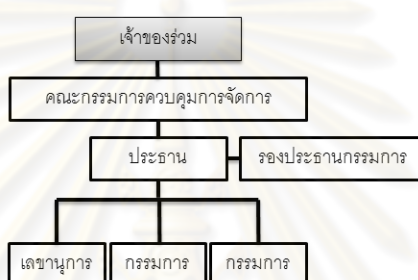 เจ้าของร่วม
คณะกรรมการควบคุมการจัดการ
ประธาน รองประธานกรรมการ
เลขานุการ กรรมการ กรรมการ